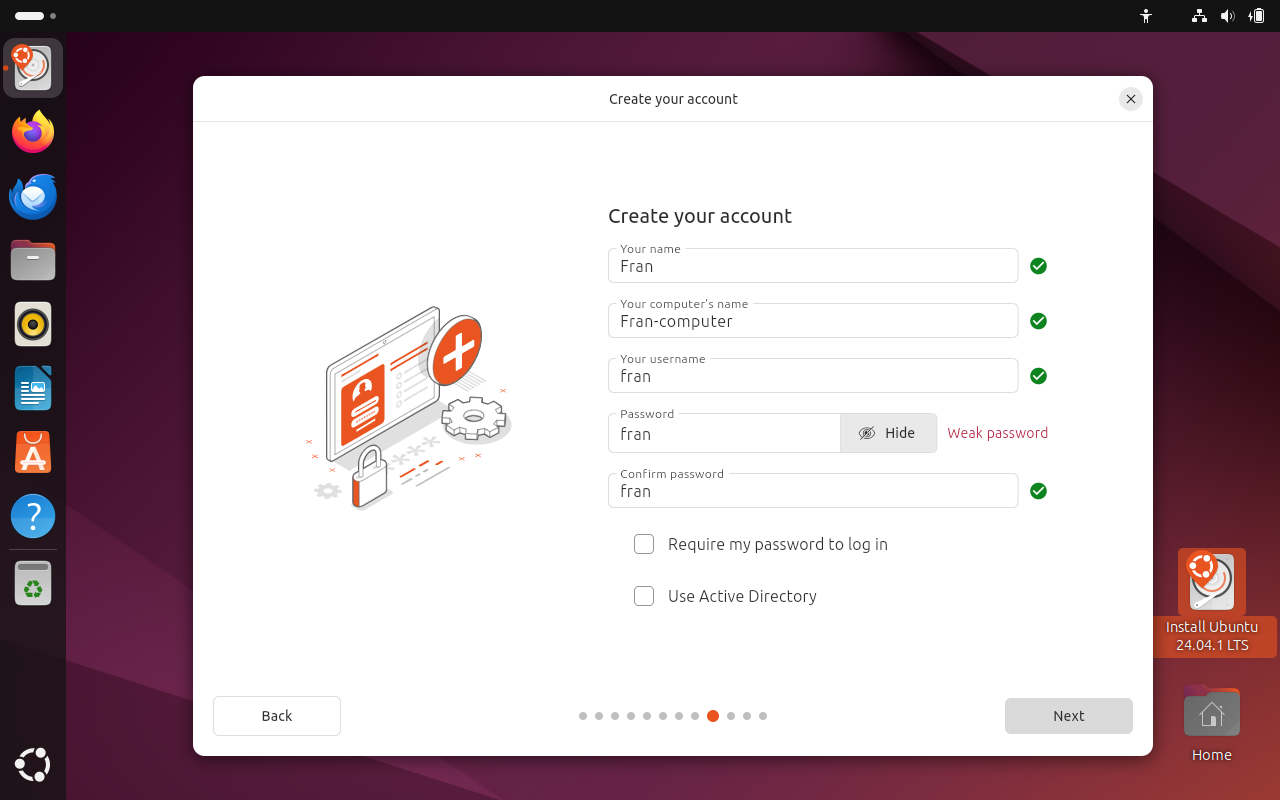 Create your account
Create your account
Your name
Fran
Your computer's name
Fran-computer
Your username
fran
Password
fran
Hide
Weak password
Confirm password
fran
Require my password to log in
Use Active Directory
Back
Next
Install Ubuntu
24.04.1 LTS
Home